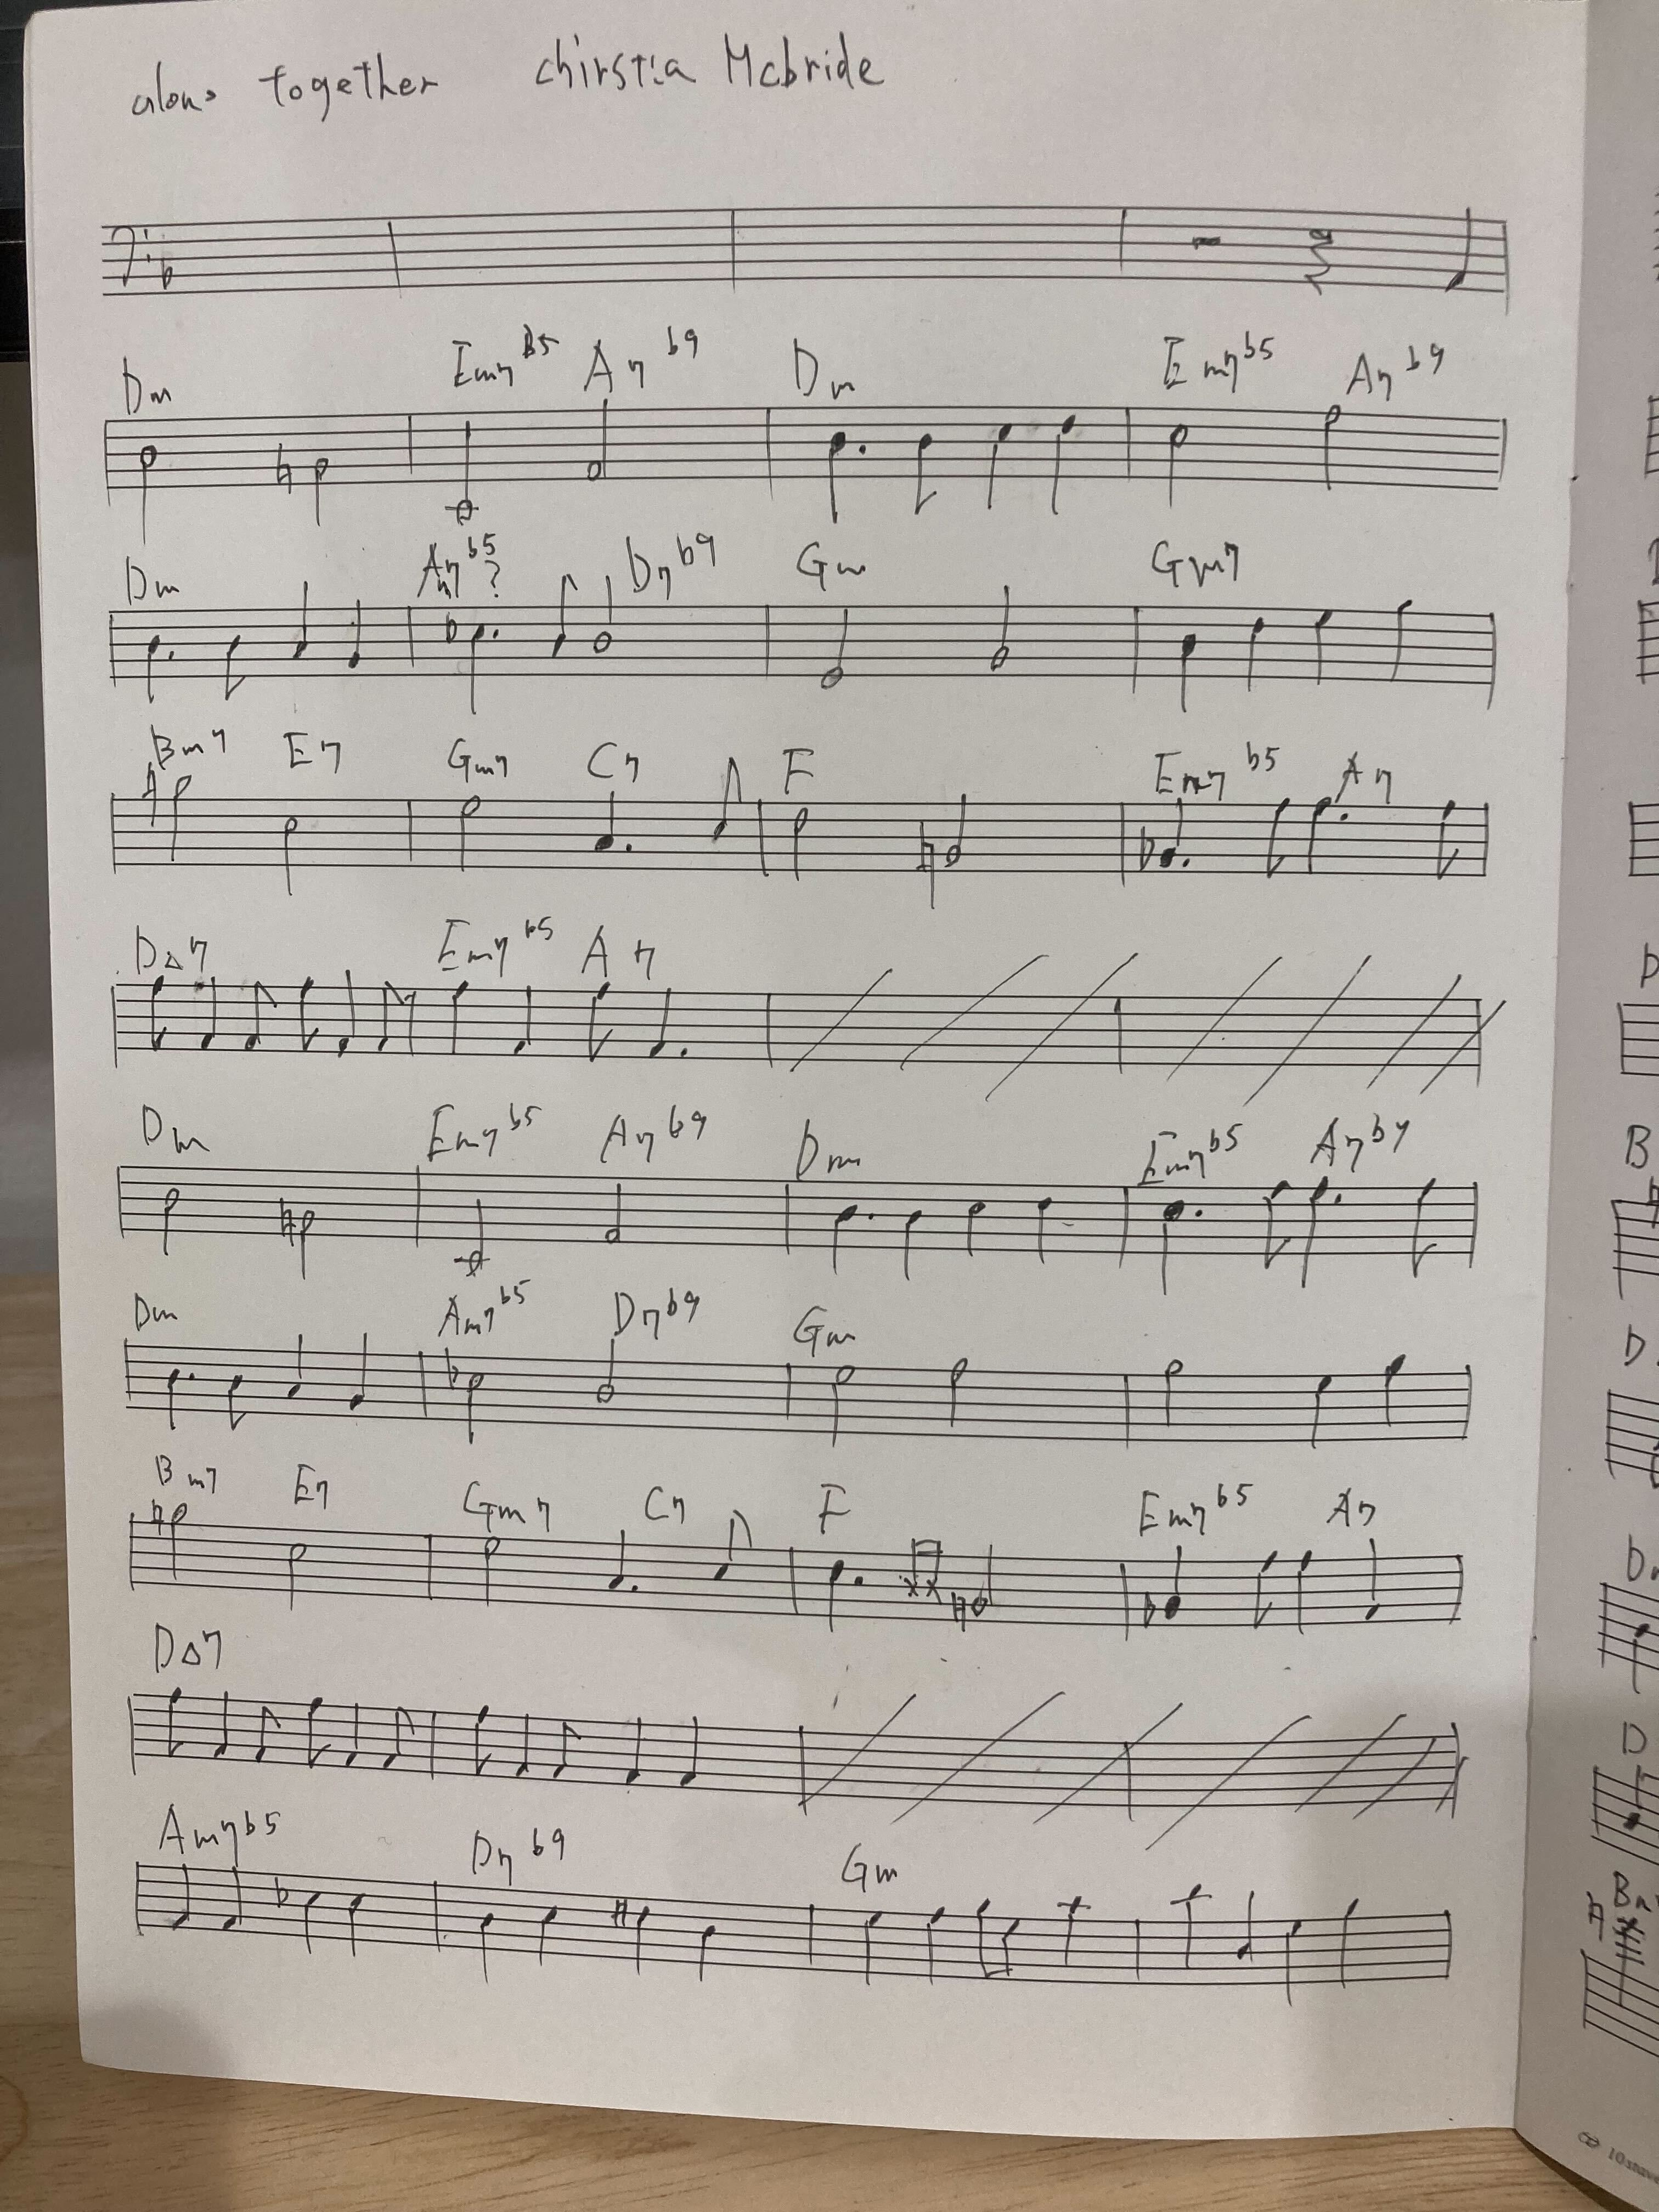 alone together chirstia Mcbride
Dm Em7b5 A7b9 Dm Em7b5 A7b9
Dm Am7b5? D7b9 Gm Gm7
Bm7 E7 Gm7 C7 F Em7b5 A7
D△7 Em7b5 A7
Dm Em7b5 A7b9 Dm Em7b5 A7b9
Dm Am7b5 D7b9 Gm
Bm7 E7 Gm7 C7 F Em7b5 A7
D△7
Am7b5 D7b9 Gm